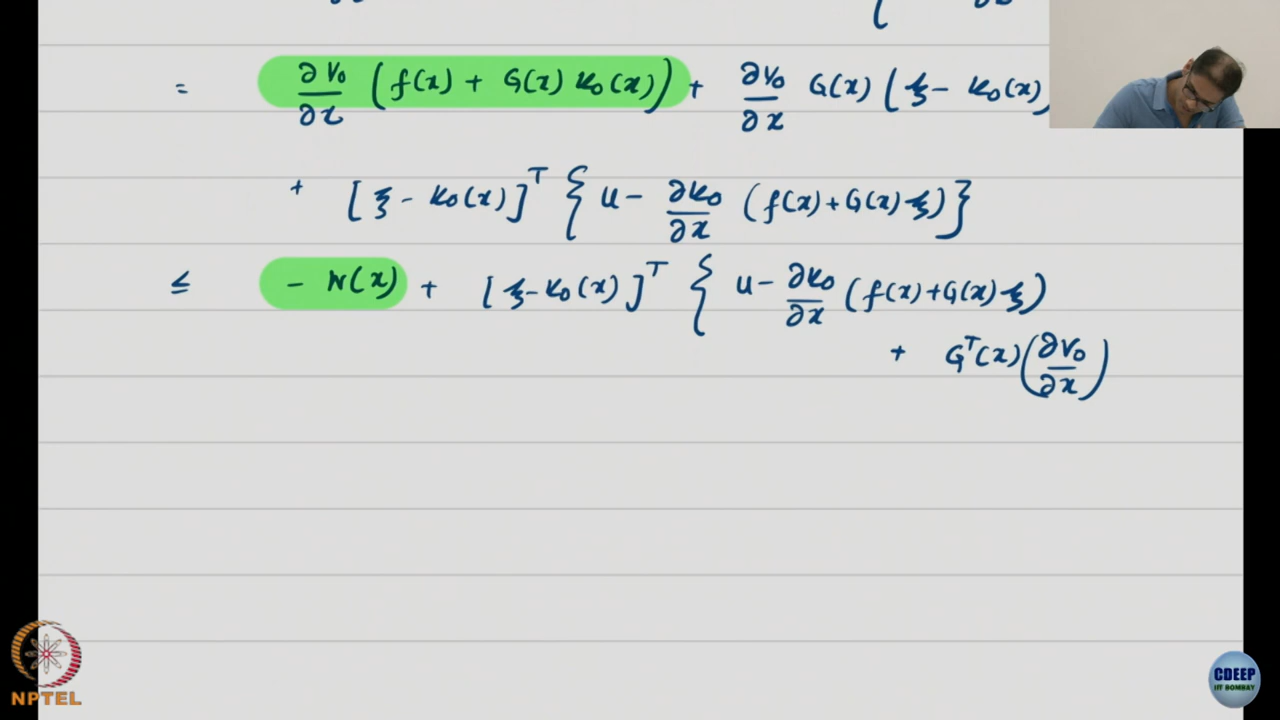 = ∂V₀/∂x (f(x) + G(x) k₀(x)) + ∂V₀/∂x G(x) (ξ - k₀(x)
+ [ξ - k₀(x)]ᵀ { u - ∂k₀/∂x (f(x) + G(x) ξ) }
≤ - W(x) + [ξ - k₀(x)]ᵀ { u - ∂k₀/∂x (f(x) + G(x) ξ)
+ Gᵀ(x) (∂V₀/∂x)
NPTEL
CDEEP
IIT BOMBAY